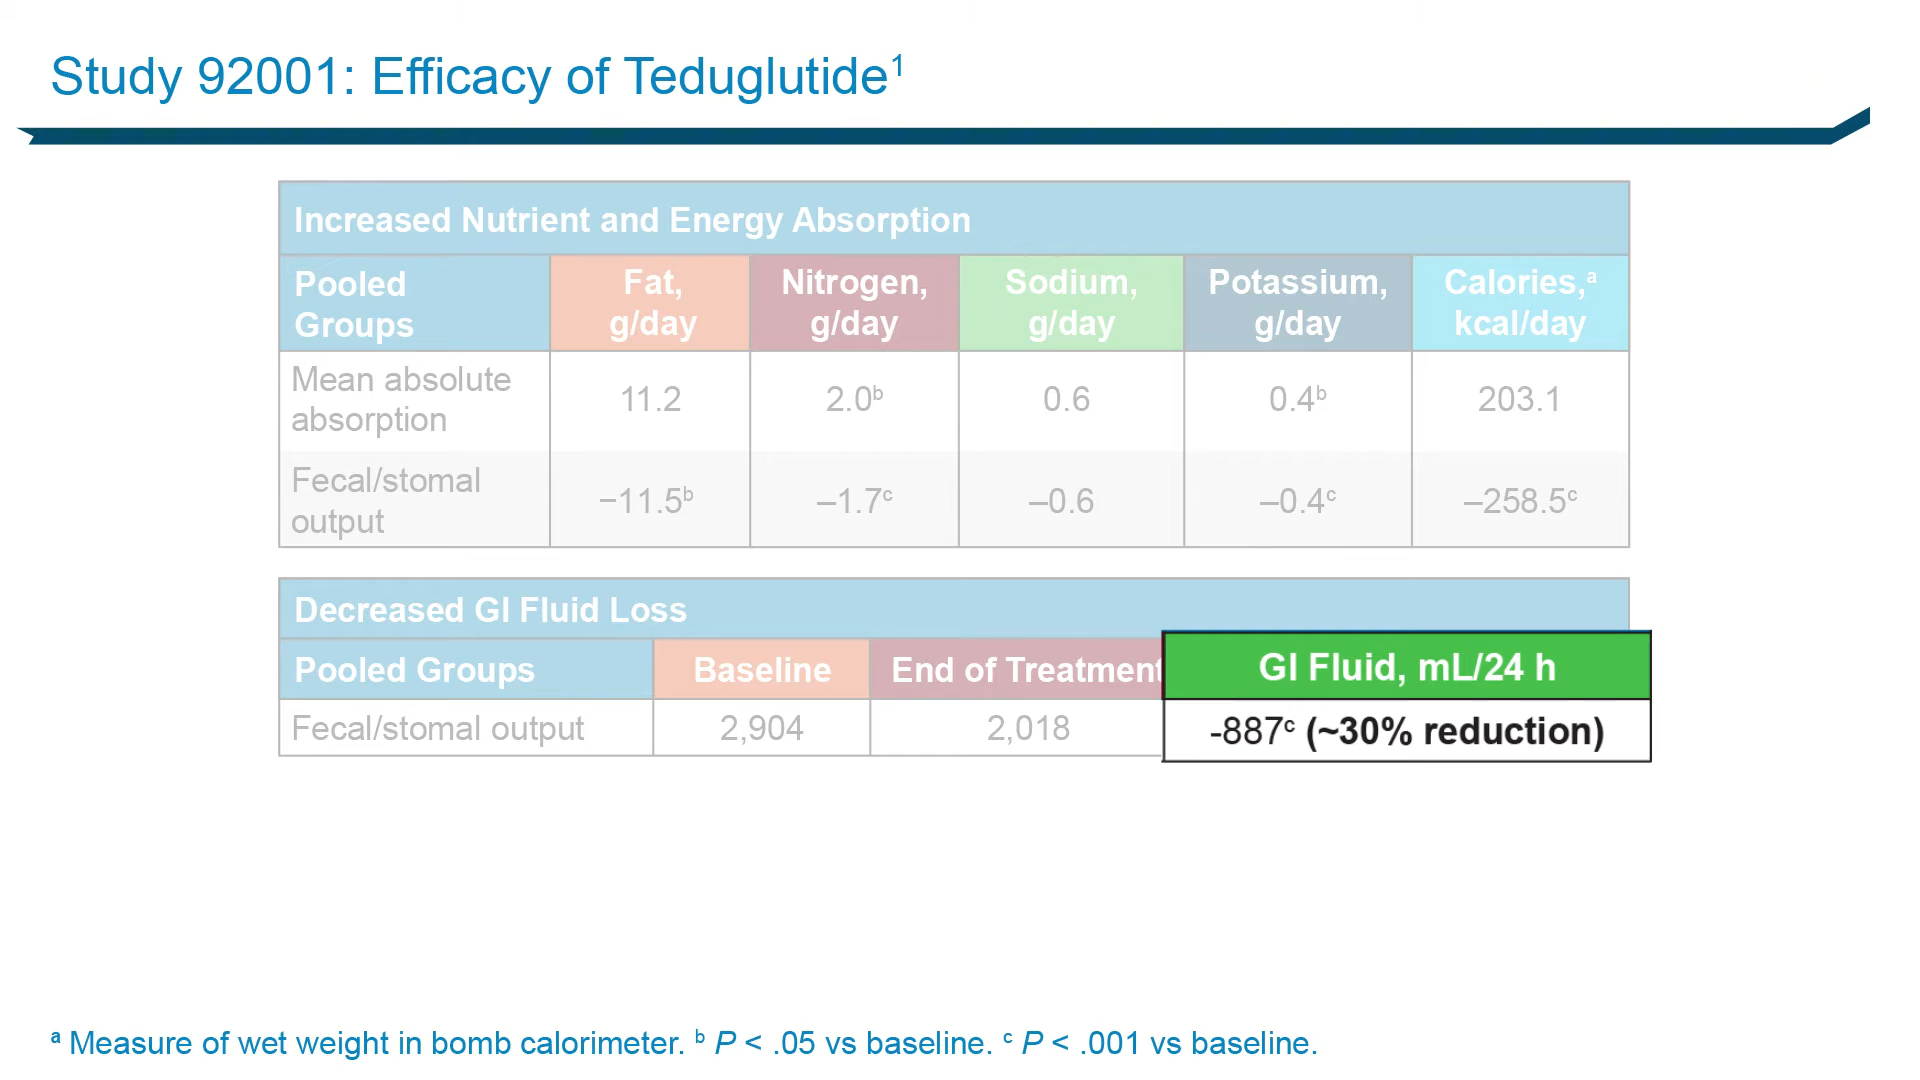 Study 92001: Efficacy of Teduglutide¹
Increased Nutrient and Energy Absorption
Pooled Groups Fat, g/day Nitrogen, g/day Sodium, g/day Potassium, g/day Calories,ᵃ kcal/day
Mean absolute absorption 11.2 2.0ᵇ 0.6 0.4ᵇ 203.1
Fecal/stomal output −11.5ᵇ –1.7ᶜ –0.6 –0.4ᶜ –258.5ᶜ
Decreased GI Fluid Loss
Pooled Groups Baseline End of Treatment GI Fluid, mL/24 h
Fecal/stomal output 2,904 2,018 -887ᶜ (~30% reduction)
ᵃ Measure of wet weight in bomb calorimeter. ᵇ P < .05 vs baseline. ᶜ P < .001 vs baseline.